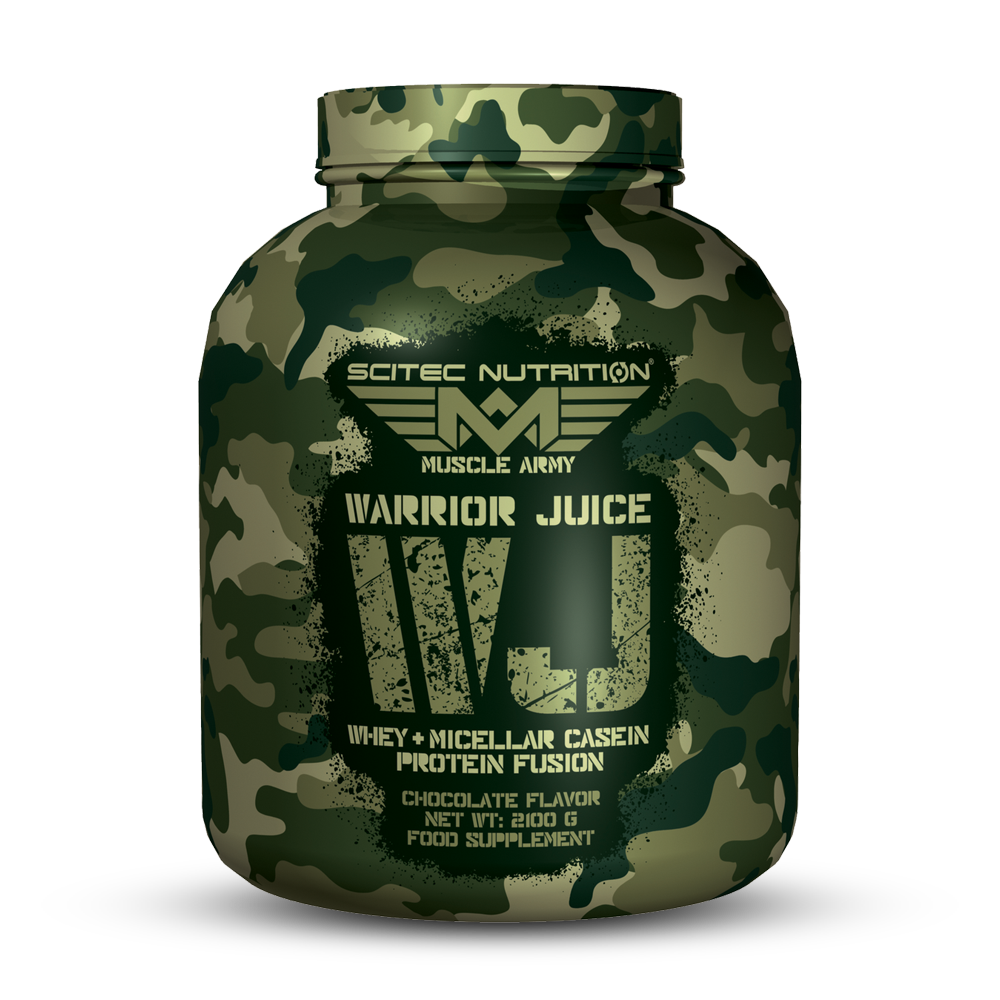 SCITEC NUTRITION®
MUSCLE ARMY
WARRIOR JUICE
WJ
WHEY + MICELLAR CASEIN
PROTEIN FUSION
CHOCOLATE FLAVOR
NET WT: 2100 G
FOOD SUPPLEMENT